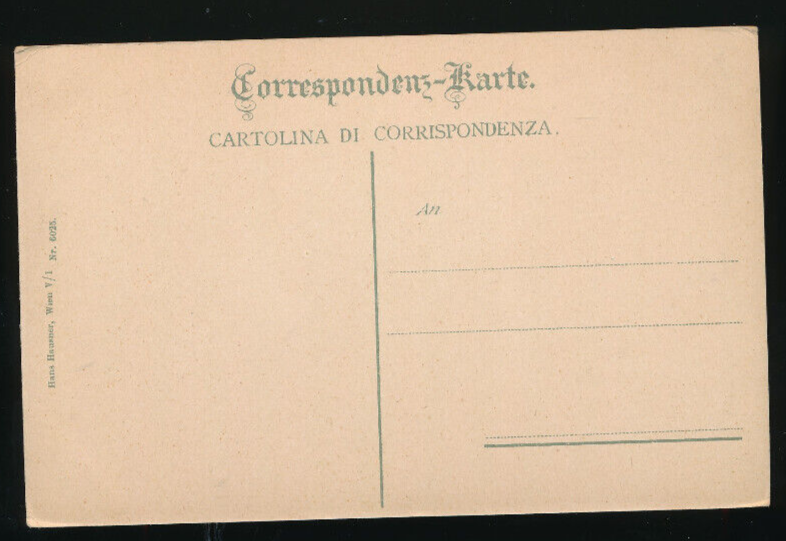 Correspondenz-Karte.
CARTOLINA DI CORRISPONDENZA.
An
Hans Hausner, Wien V/1 Nr. 6025.